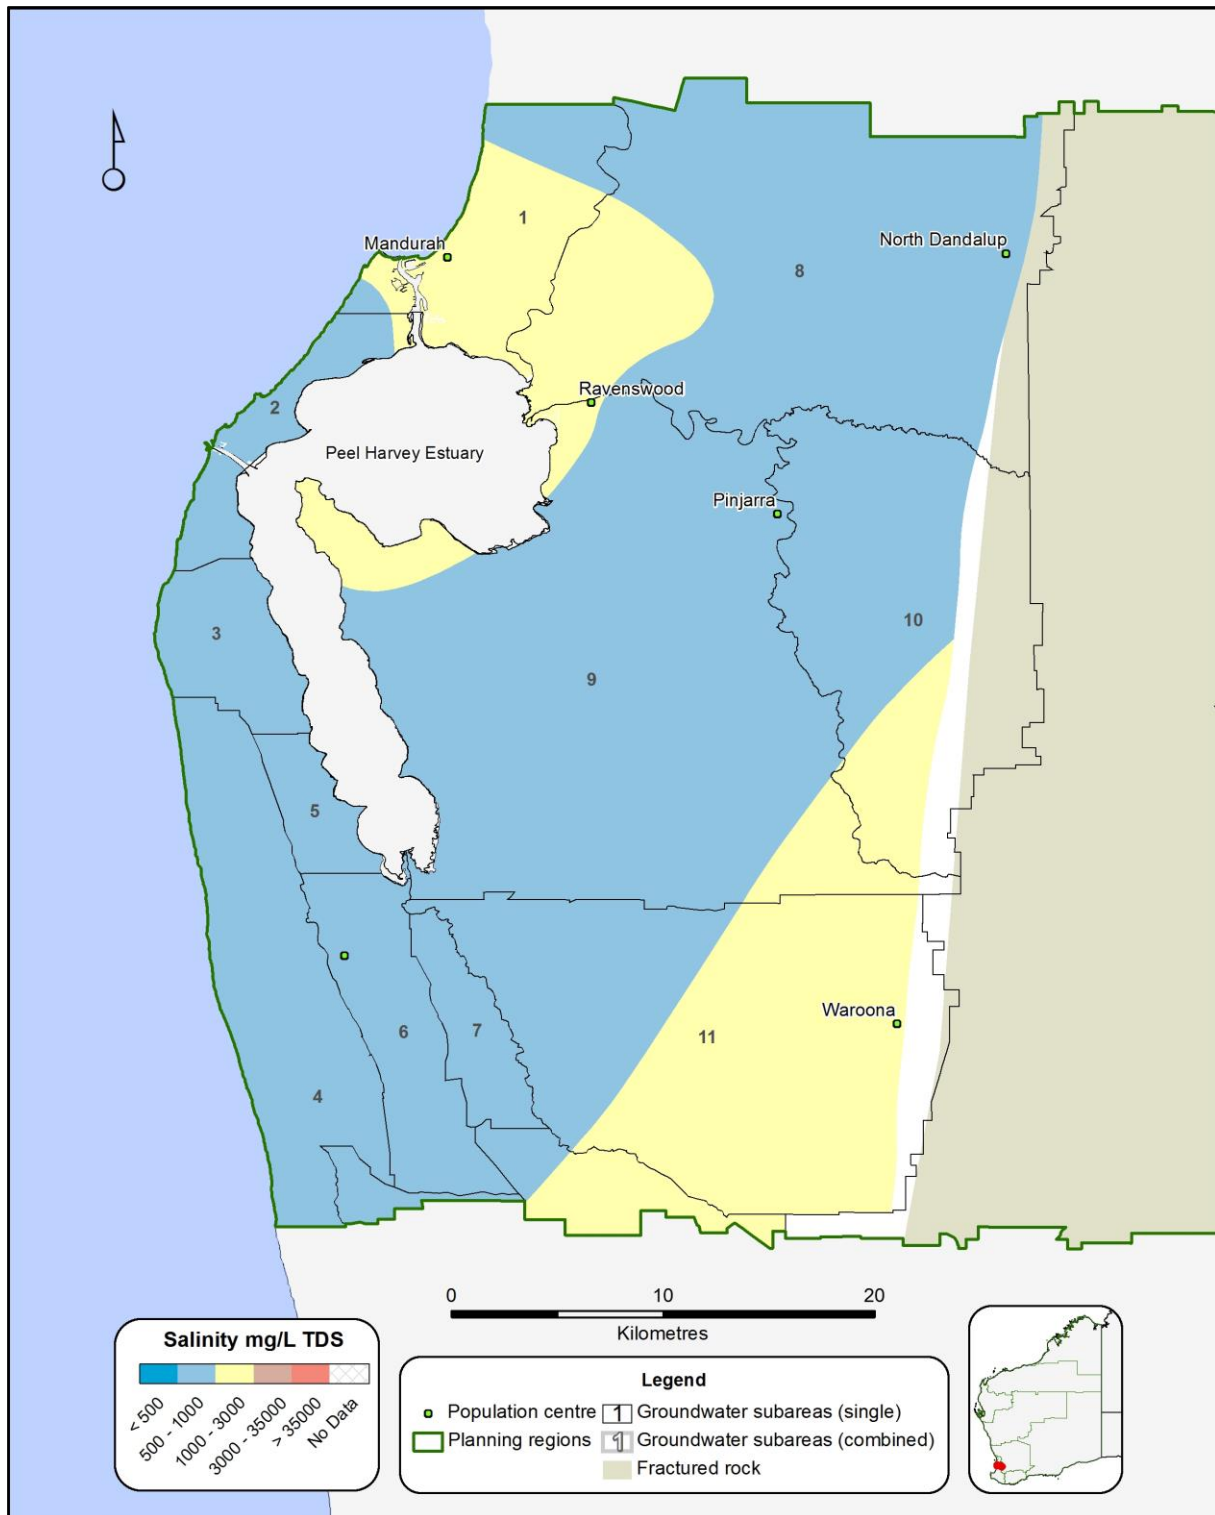 1
Mandurah
North Dandalup
8
Ravenswood
2
Peel Harvey Estuary
Pinjarra
10
3
9
5
Waroona
6
7
11
4
0 10 20
Kilometres
Salinity mg/L TDS
< 500
500 - 1000
1000 - 3000
3000 - 35000
> 35000
No Data
Legend
Population centre
1 Groundwater subareas (single)
Planning regions
1 Groundwater subareas (combined)
Fractured rock